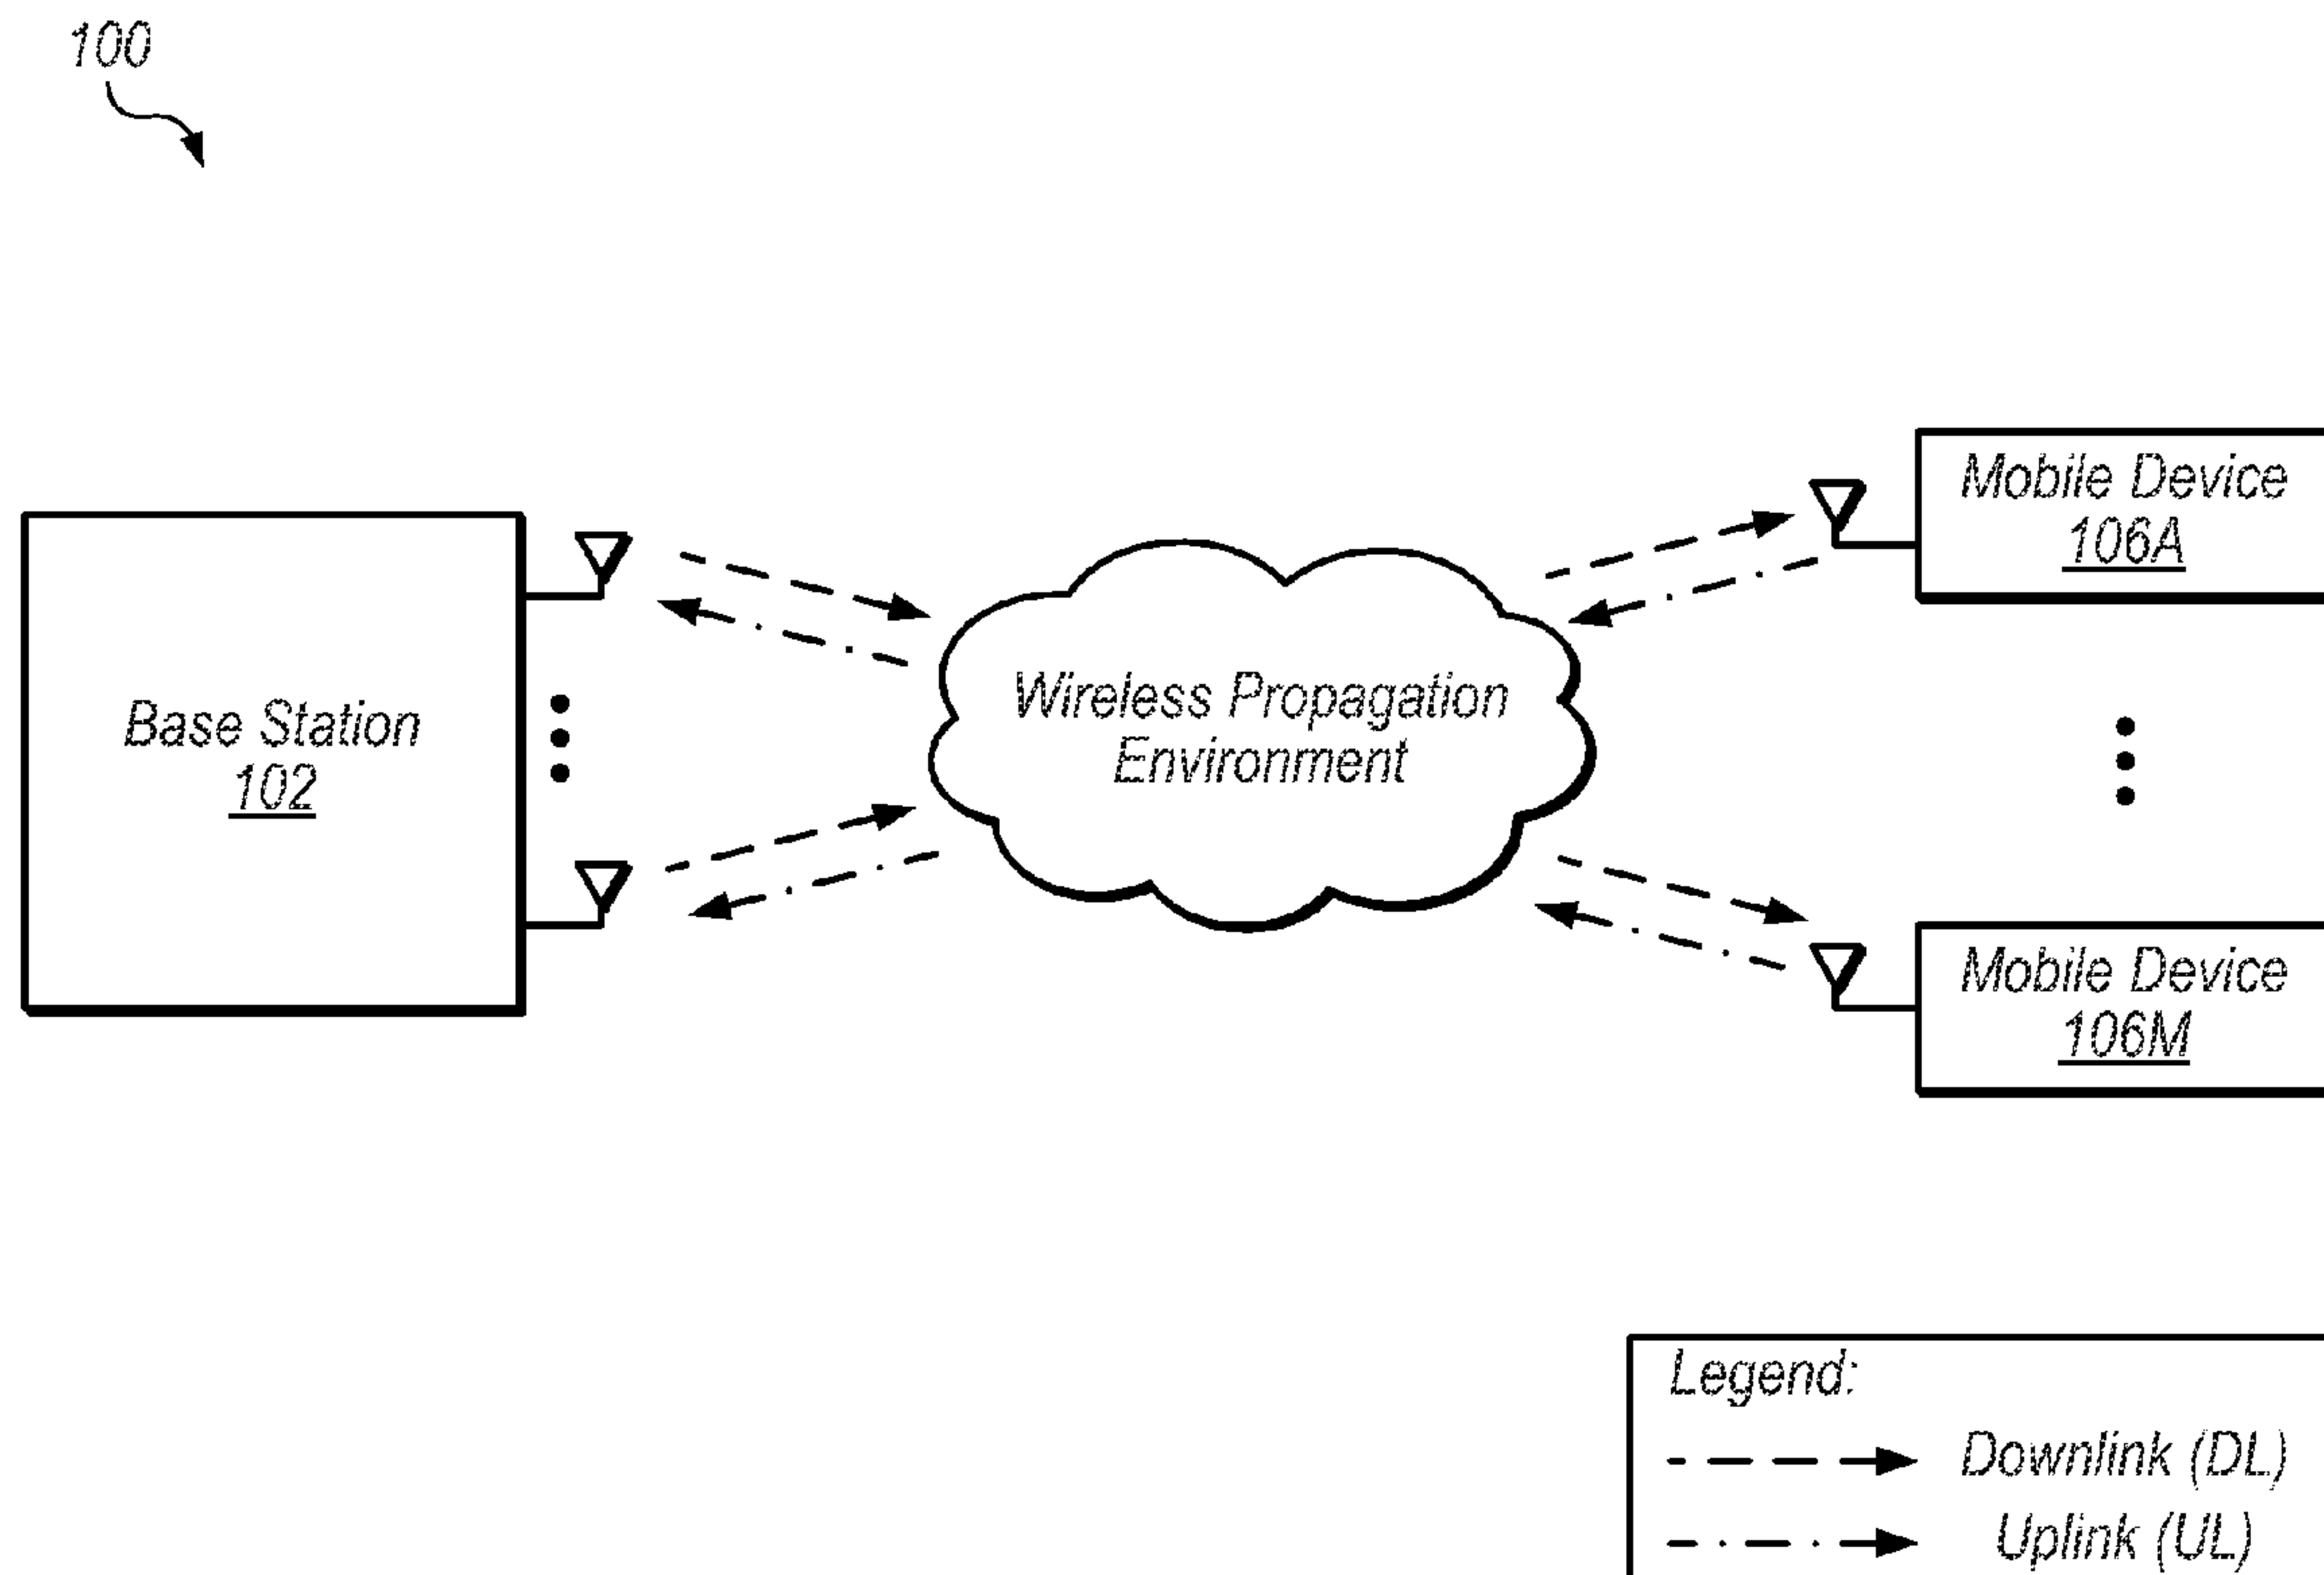 100
Base Station
102
Wireless Propagation
Environment
Mobile Device
106A
Mobile Device
106M
Legend:
Downlink (DL)
Uplink (UL)